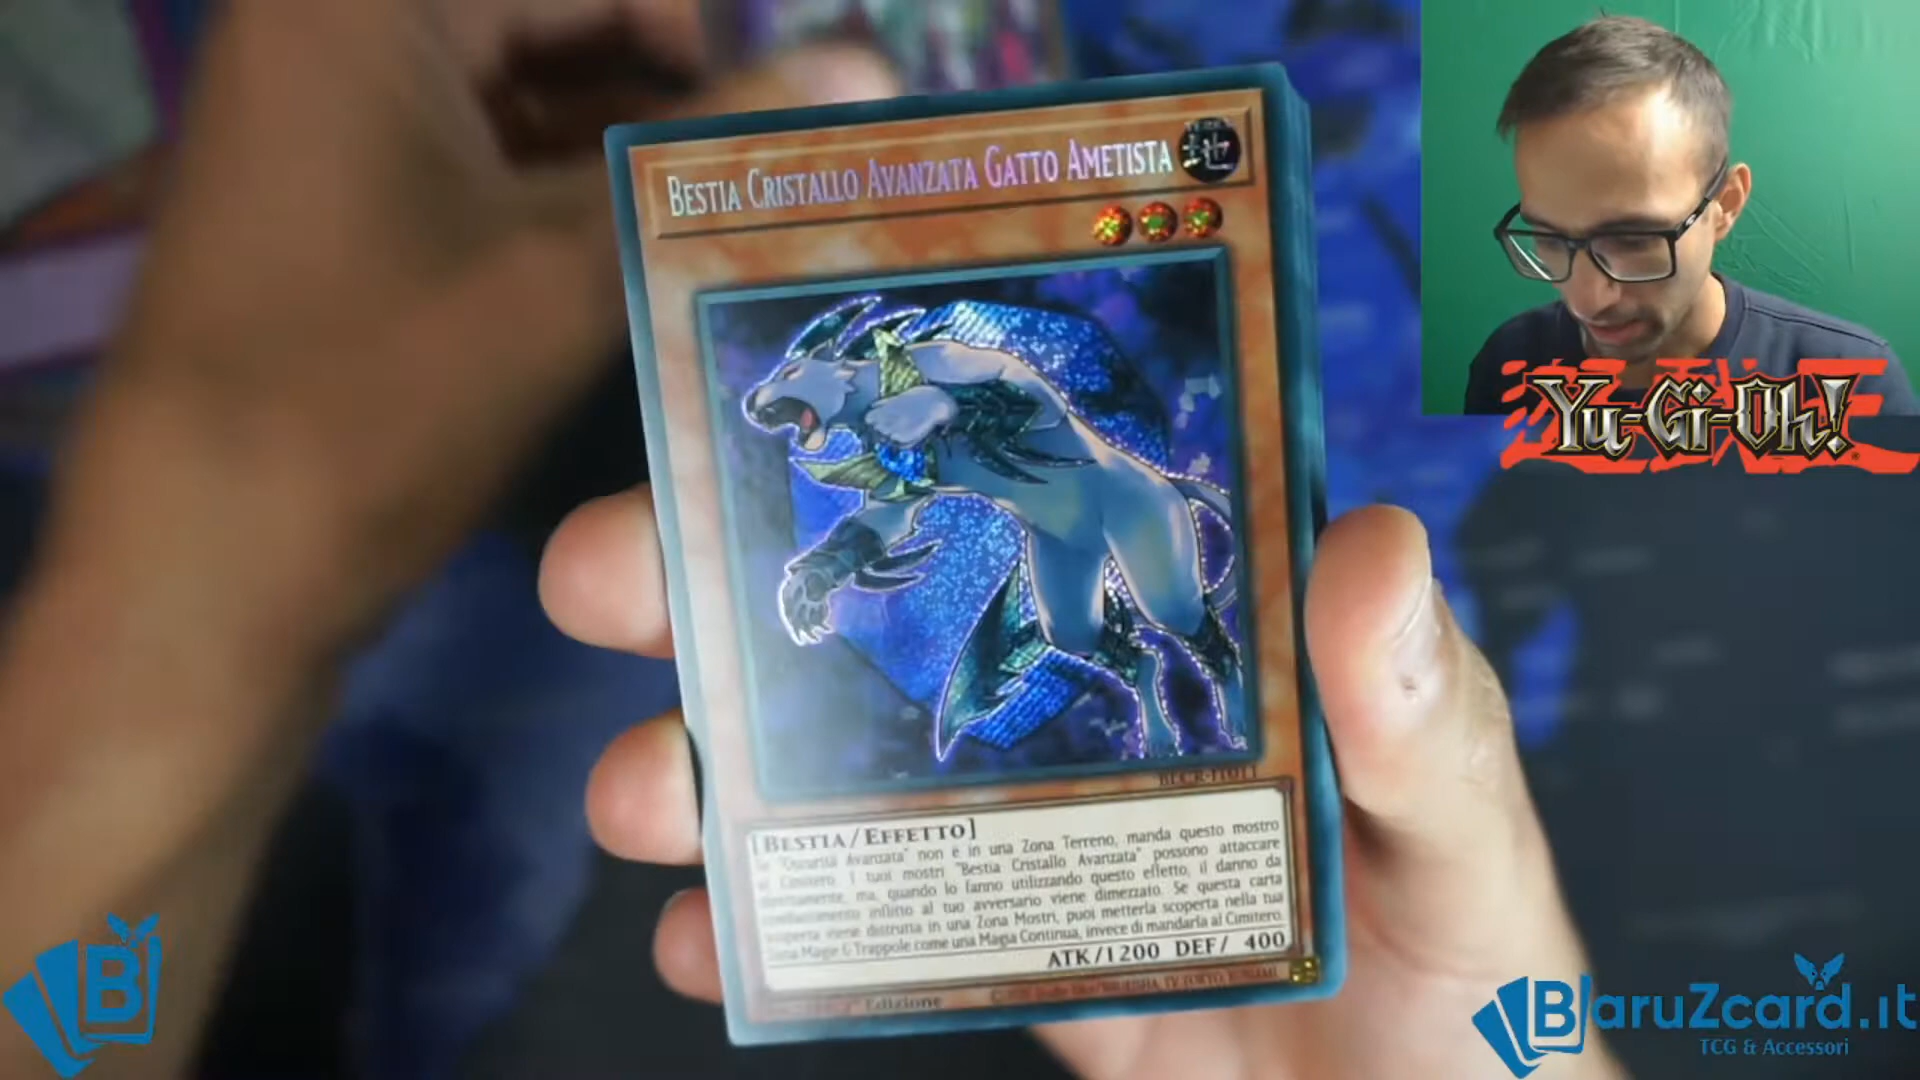 BESTIA CRISTALLO AVANZATA GATTO AMETISTA
Yu-Gi-Oh!
[BESTIA/EFFETTO]
Se "Oscurità Avanzata" non è in una Zona Terreno, manda questo mostro
al Cimitero. I tuoi mostri "Bestia Cristallo Avanzata" possono attaccare
direttamente, ma, quando lo fanno utilizzando questo effetto, il danno da
combattimento inflitto al tuo avversario viene dimezzato. Se questa carta
scoperta viene distrutta in una Zona Mostri, puoi metterla scoperta nella tua
Zona Magie & Trappole come una Magia Continua, invece di mandarla al Cimitero.
ATK/1200 DEF/ 400
1ª Edizione
B
BlaruZcard.it
TCG & Accessori